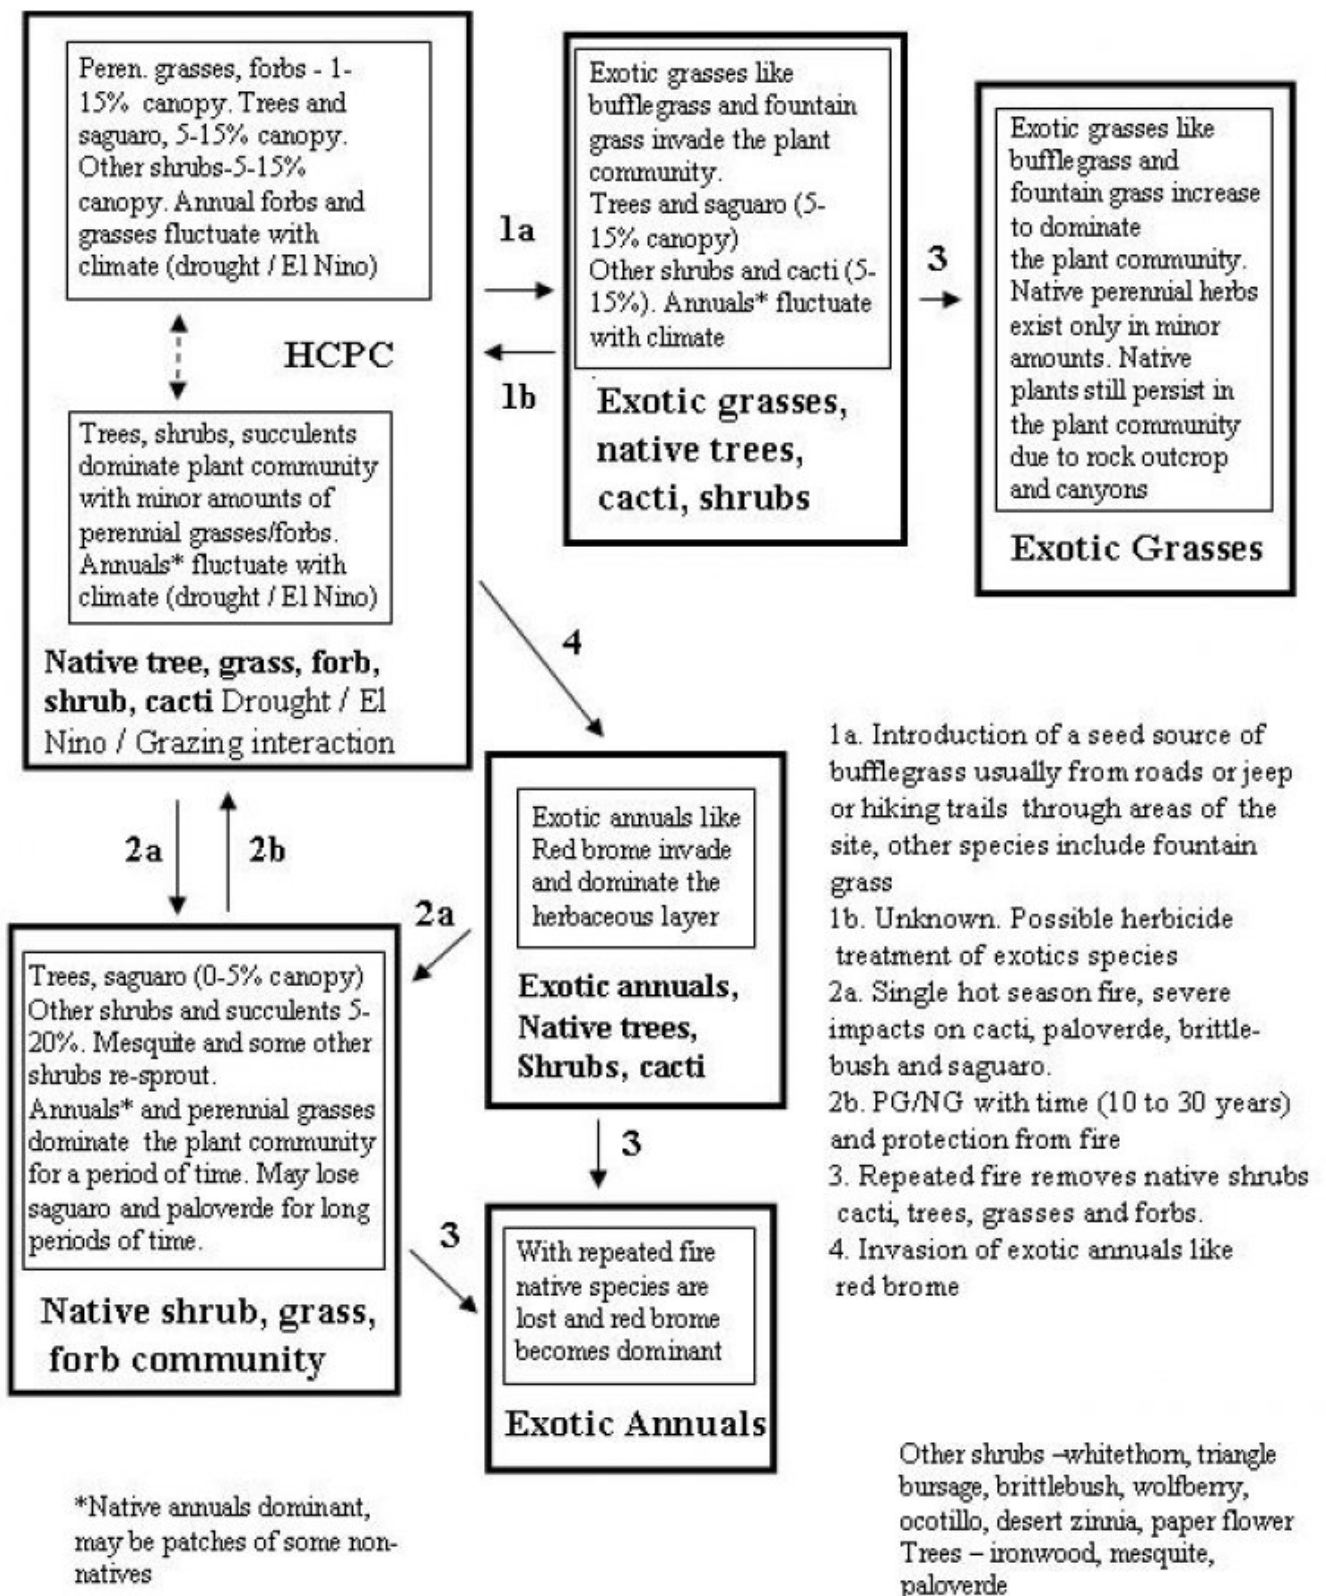 Peren. grasses, forbs - 1-
15% canopy. Trees and
saguaro, 5-15% canopy.
Other shrubs-5-15%
canopy. Annual forbs and
grasses fluctuate with
climate (drought / El Nino)
HCPC
Trees, shrubs, succulents
dominate plant community
with minor amounts of
perennial grasses/forbs.
Annuals* fluctuate with
climate (drought / El Nino)
Native tree, grass, forb,
shrub, cacti Drought / El
Nino / Grazing interaction
1a
1b
Exotic grasses like
bufflegrass and fountain
grass invade the plant
community.
Trees and saguaro (5-
15% canopy)
Other shrubs and cacti (5-
15%). Annuals* fluctuate
with climate
Exotic grasses,
native trees,
cacti, shrubs
3
Exotic grasses like
bufflegrass and
fountain grass increase
to dominate
the plant community.
Native perennial herbs
exist only in minor
amounts. Native
plants still persist in
the plant community
due to rock outcrop
and canyons
Exotic Grasses
4
2a
2b
Exotic annuals like
Red brome invade
and dominate the
herbaceous layer
Exotic annuals,
Native trees,
Shrubs, cacti
2a
Trees, saguaro (0-5% canopy)
Other shrubs and succulents 5-
20%. Mesquite and some other
shrubs re-sprout.
Annuals* and perennial grasses
dominate the plant community
for a period of time. May lose
saguaro and paloverde for long
periods of time.
Native shrub, grass,
forb community
3
3
With repeated fire
native species are
lost and red brome
becomes dominant
Exotic Annuals
1a. Introduction of a seed source of
bufflegrass usually from roads or jeep
or hiking trails through areas of the
site, other species include fountain
grass
1b. Unknown. Possible herbicide
treatment of exotics species
2a. Single hot season fire, severe
impacts on cacti, paloverde, brittle-
bush and saguaro.
2b. PG/NG with time (10 to 30 years)
and protection from fire
3. Repeated fire removes native shrubs
cacti, trees, grasses and forbs.
4. Invasion of exotic annuals like
red brome
*Native annuals dominant,
may be patches of some non-
natives
Other shrubs –whitethorn, triangle
bursage, brittlebush, wolfberry,
ocotillo, desert zinnia, paper flower
Trees – ironwood, mesquite,
paloverde